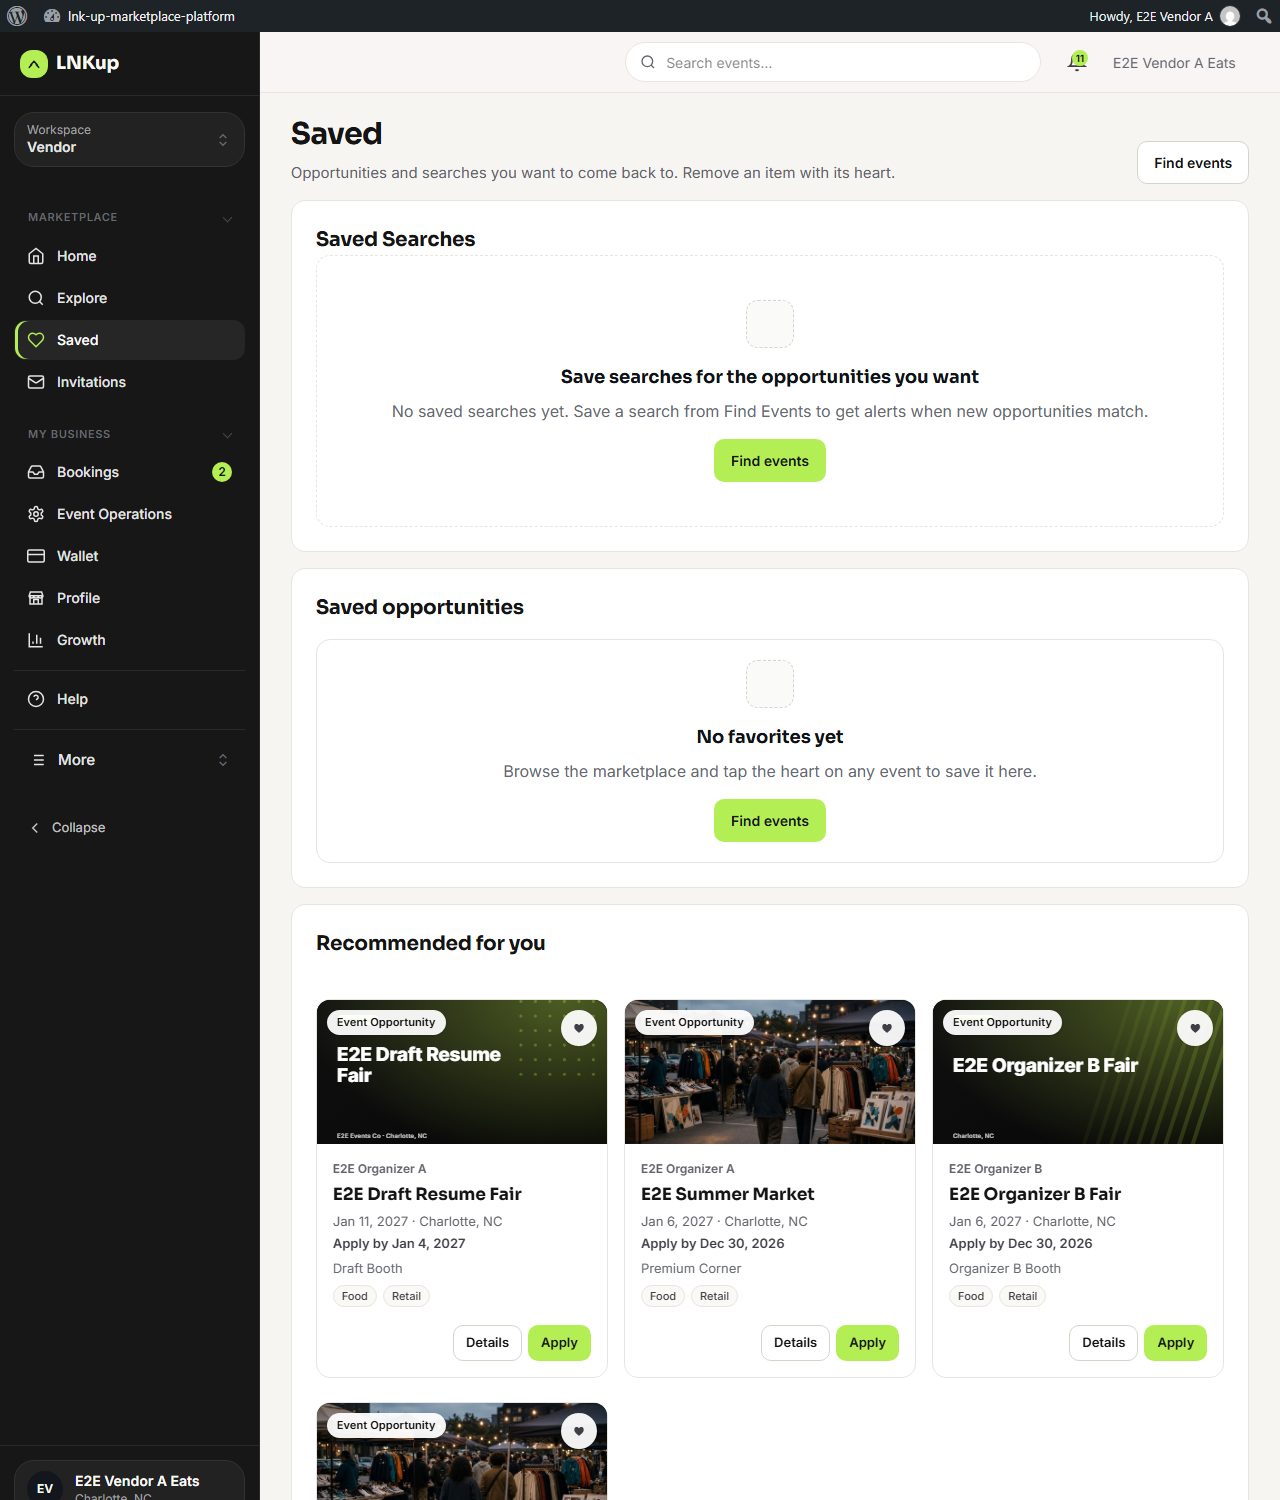 lnk-up-marketplace-platform
Howdy, E2E Vendor A
LNKup
Search events...
11
E2E Vendor A Eats
Workspace
Vendor
MARKETPLACE
Home
Explore
Saved
Invitations
MY BUSINESS
Bookings
2
Event Operations
Wallet
Profile
Growth
Help
More
Collapse
EV
E2E Vendor A Eats
Charlotte, NC
Saved
Opportunities and searches you want to come back to. Remove an item with its heart.
Find events
Saved Searches
Save searches for the opportunities you want
No saved searches yet. Save a search from Find Events to get alerts when new opportunities match.
Find events
Saved opportunities
No favorites yet
Browse the marketplace and tap the heart on any event to save it here.
Find events
Recommended for you
Event Opportunity
E2E Draft Resume
Fair
E2E Events Co · Charlotte, NC
E2E Organizer A
E2E Draft Resume Fair
Jan 11, 2027 · Charlotte, NC
Apply by Jan 4, 2027
Draft Booth
Food
Retail
Details
Apply
Event Opportunity
E2E Organizer A
E2E Summer Market
Jan 6, 2027 · Charlotte, NC
Apply by Dec 30, 2026
Premium Corner
Food
Retail
Details
Apply
Event Opportunity
E2E Organizer B Fair
Charlotte, NC
E2E Organizer B
E2E Organizer B Fair
Jan 6, 2027 · Charlotte, NC
Apply by Dec 30, 2026
Organizer B Booth
Food
Retail
Details
Apply
Event Opportunity